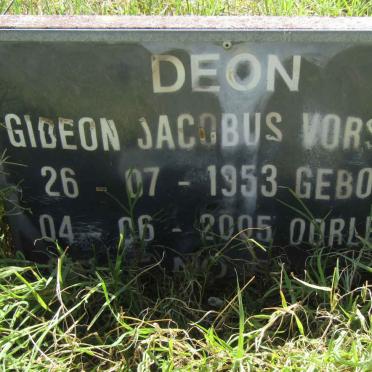 DEON
GIDEON JACOBUS VORS
26 - 07 - 1953 GEBO
04 - 06 - 2005 OORLE